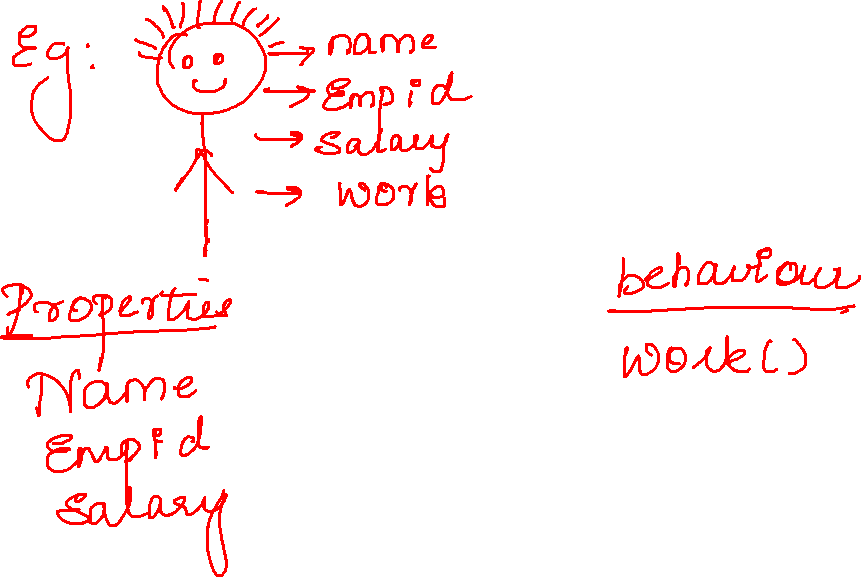 Eg:
name
Empid
Salary
work
Properties
Name
Empid
Salary
behaviour
work()